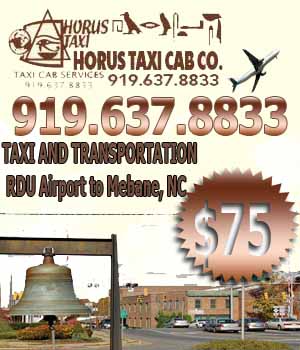 HORUS
TAXI
TAXI CAB SERVICES
919.637.8833
HORUS TAXI CAB CO.
919.637.8833
919.637.8833
TAXI AND TRANSPORTATION
RDU Airport to Mebane, NC
$75